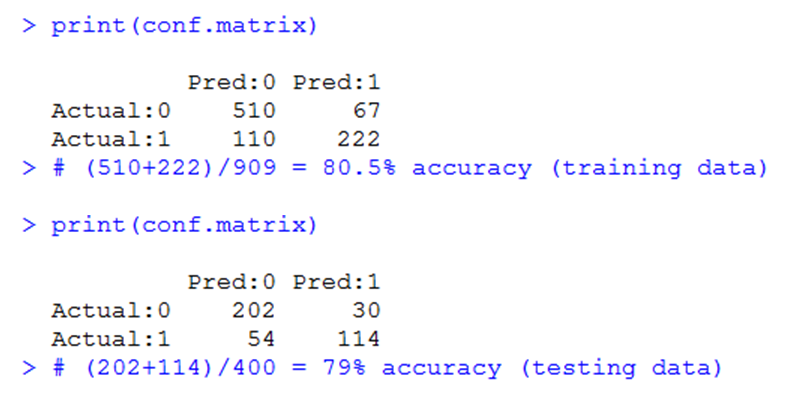 > print(conf.matrix)
Pred:0 Pred:1
Actual:0 510 67
Actual:1 110 222
> # (510+222)/909 = 80.5% accuracy (training data)
> print(conf.matrix)
Pred:0 Pred:1
Actual:0 202 30
Actual:1 54 114
> # (202+114)/400 = 79% accuracy (testing data)